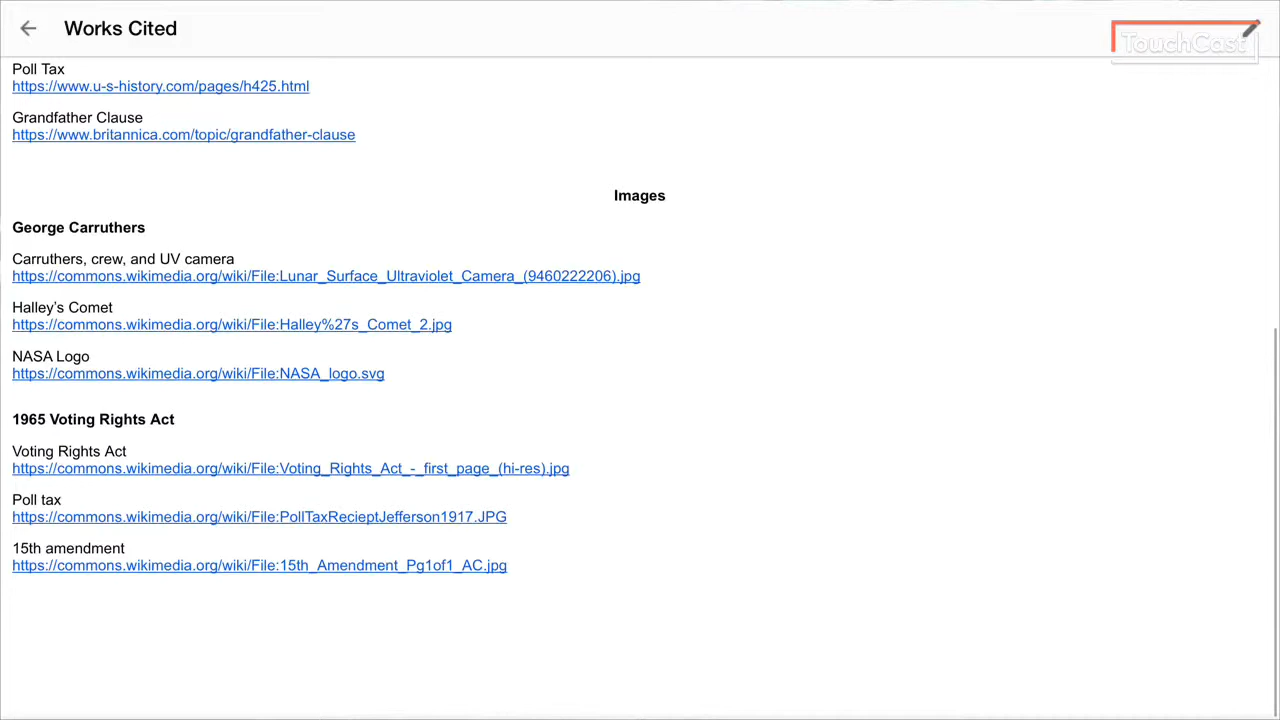 Works Cited
TouchCast
Poll Tax
https://www.u-s-history.com/pages/h425.html
Grandfather Clause
https://www.britannica.com/topic/grandfather-clause
Images
George Carruthers
Carruthers, crew, and UV camera
https://commons.wikimedia.org/wiki/File:Lunar_Surface_Ultraviolet_Camera_(9460222206).jpg
Halley’s Comet
https://commons.wikimedia.org/wiki/File:Halley%27s_Comet_2.jpg
NASA Logo
https://commons.wikimedia.org/wiki/File:NASA_logo.svg
1965 Voting Rights Act
Voting Rights Act
https://commons.wikimedia.org/wiki/File:Voting_Rights_Act_-_first_page_(hi-res).jpg
Poll tax
https://commons.wikimedia.org/wiki/File:PollTaxRecieptJefferson1917.JPG
15th amendment
https://commons.wikimedia.org/wiki/File:15th_Amendment_Pg1of1_AC.jpg